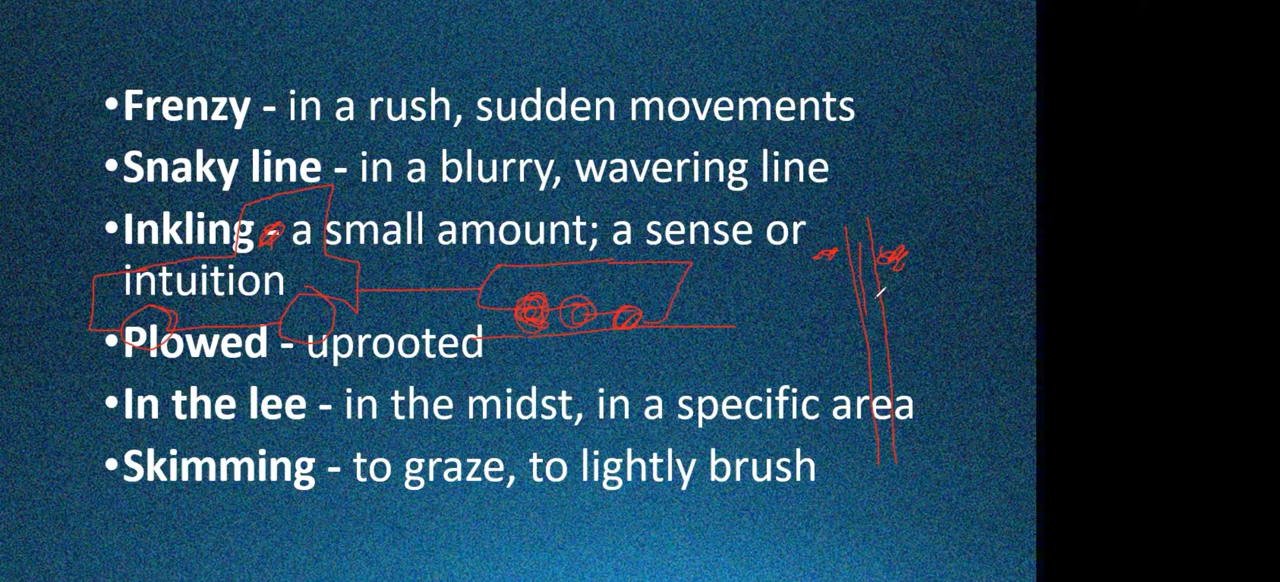 •Frenzy - in a rush, sudden movements
•Snaky line - in a blurry, wavering line
•Inkling - a small amount; a sense or
intuition
•Plowed - uprooted
•In the lee - in the midst, in a specific area
•Skimming - to graze, to lightly brush